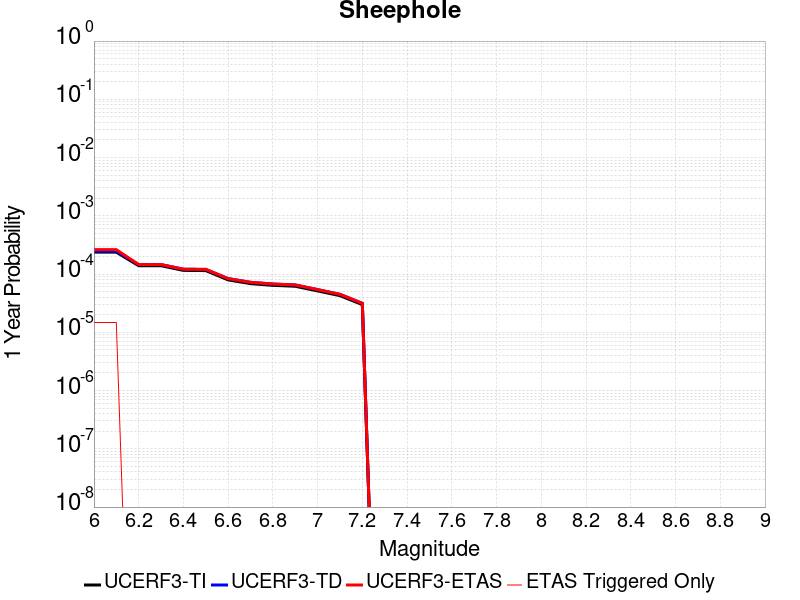 Sheephole
10^0
10^-1
10^-2
10^-3
10^-4
10^-5
10^-6
10^-7
10^-8
1 Year Probability
6 6.2 6.4 6.6 6.8 7 7.2 7.4 7.6 7.8 8 8.2 8.4 8.6 8.8 9
Magnitude
UCERF3-TI UCERF3-TD UCERF3-ETAS ETAS Triggered Only